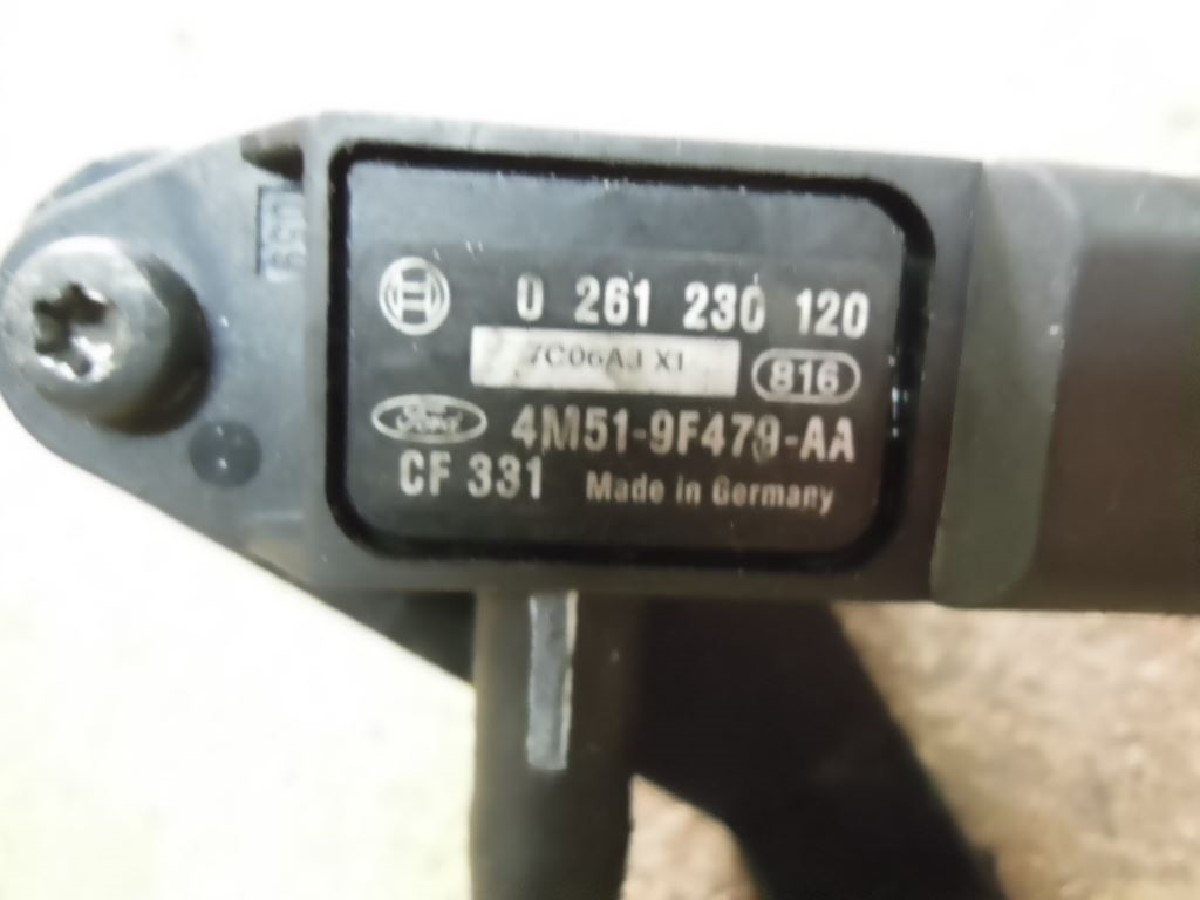 0 261 230 120
7C06A3 X1
816
Ford 4M51-9F479-AA
CF 331 Made in Germany